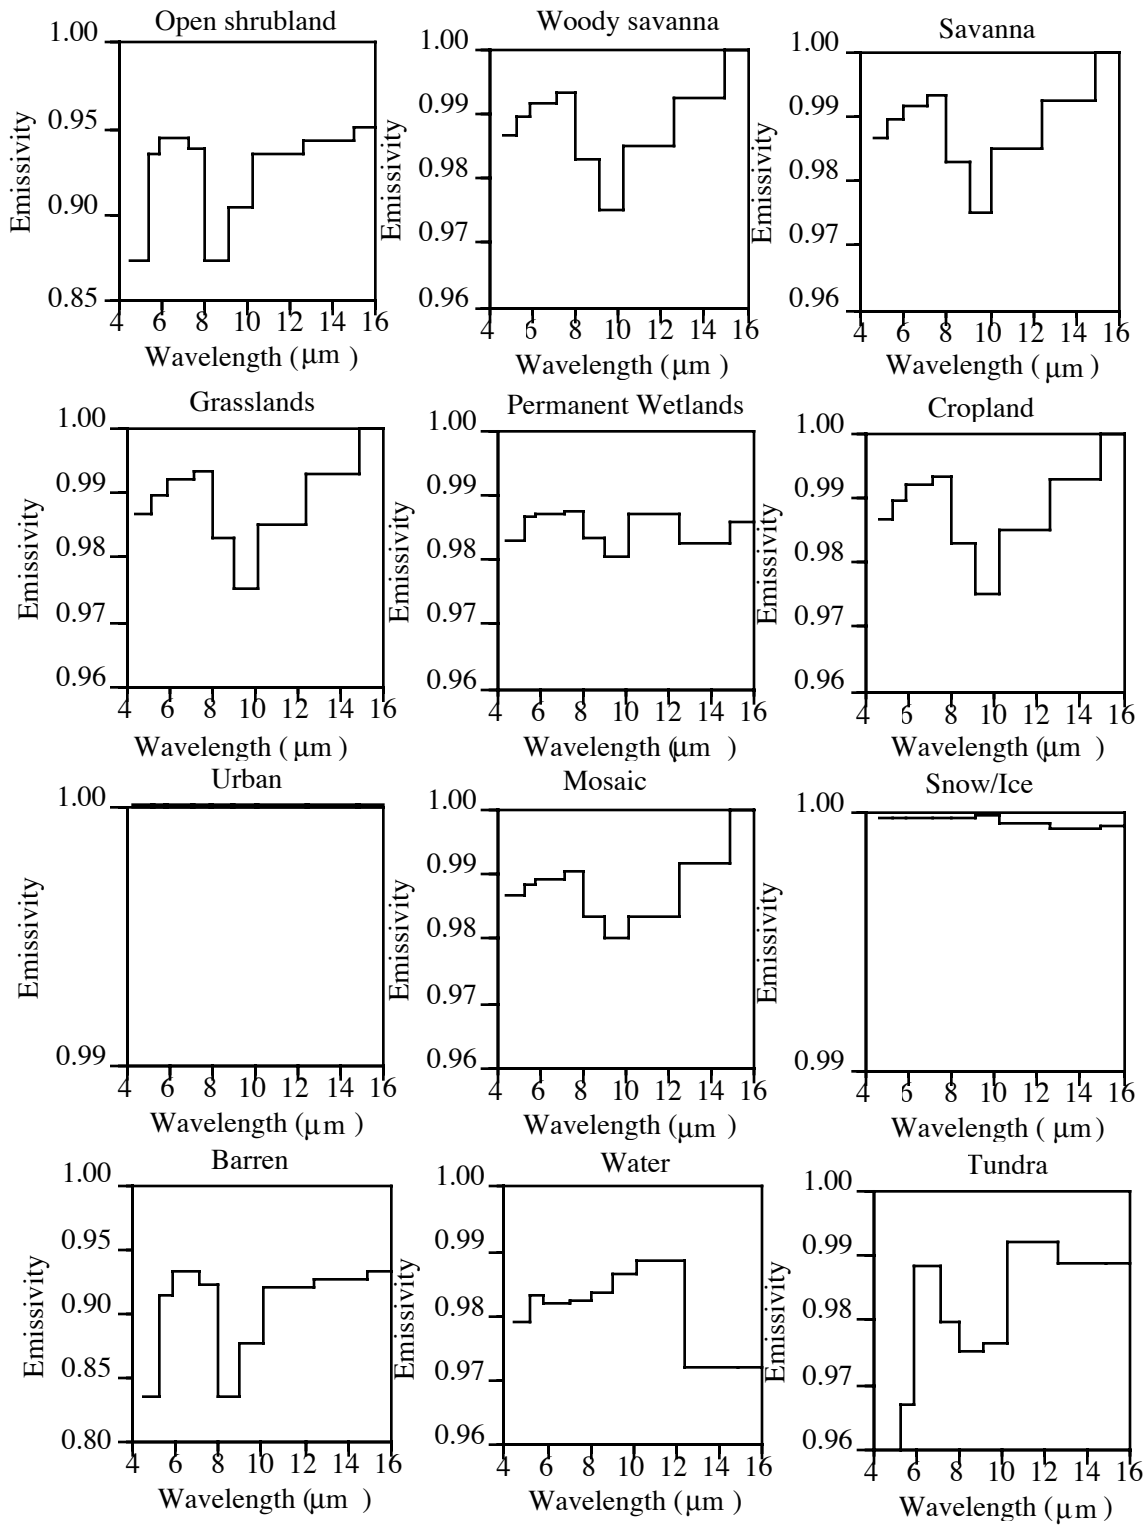 Open shrubland
1.00
0.95
0.90
0.85
Emissivity
4 6 8 10 12 14 16
Wavelength (μm )
Woody savanna
1.00
0.99
0.98
0.97
0.96
Emissivity
4 6 8 10 12 14 16
Wavelength (μm )
Savanna
1.00
0.99
0.98
0.97
0.96
Emissivity
4 6 8 10 12 14 16
Wavelength (μm )
Grasslands
1.00
0.99
0.98
0.97
0.96
Emissivity
4 6 8 10 12 14 16
Wavelength ( μm )
Permanent Wetlands
1.00
0.99
0.98
0.97
0.96
Emissivity
4 6 8 10 12 14 16
Wavelength (μm )
Cropland
1.00
0.99
0.98
0.97
0.96
Emissivity
4 6 8 10 12 14 16
Wavelength (μm )
Urban
1.00
0.99
Emissivity
4 6 8 10 12 14 16
Wavelength (μm )
Mosaic
1.00
0.99
0.98
0.97
0.96
Emissivity
4 6 8 10 12 14 16
Wavelength (μm )
Snow/Ice
1.00
0.99
Emissivity
4 6 8 10 12 14 16
Wavelength ( μm)
Barren
1.00
0.95
0.90
0.85
0.80
Emissivity
4 6 8 10 12 14 16
Wavelength (μm )
Water
1.00
0.99
0.98
0.97
0.96
Emissivity
4 6 8 10 12 14 16
Wavelength (μm )
Tundra
1.00
0.99
0.98
0.97
0.96
Emissivity
4 6 8 10 12 14 16
Wavelength (μm )